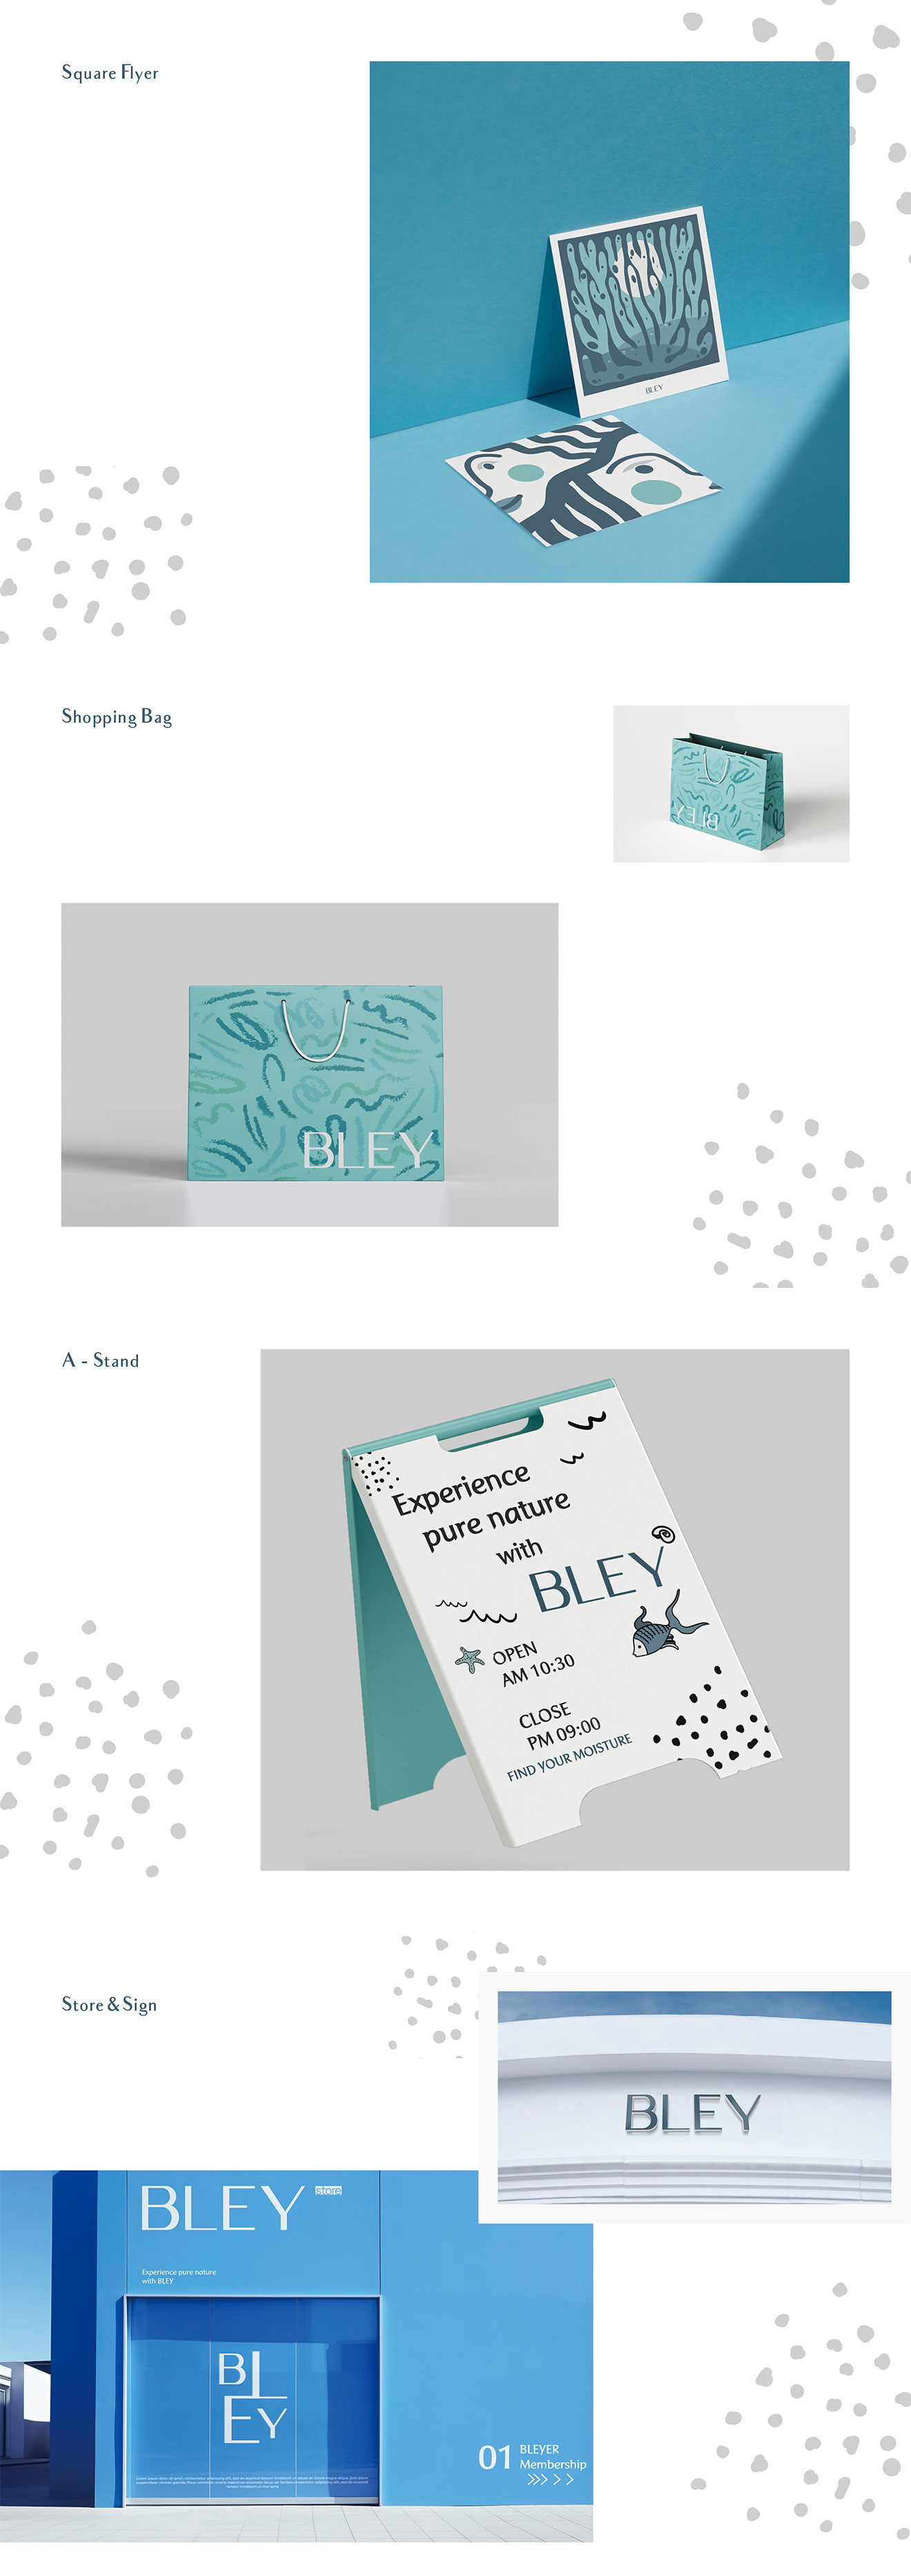 Square Flyer
BLEY
Shopping Bag
BLEY
BLEY
A - Stand
Experience
pure nature
with
BLEY
OPEN
AM 10:30
CLOSE
PM 09:00
FIND YOUR MOISTURE
Store & Sign
BLEY
BLEY store
Experience pure nature
with BLEY
BL
EY
01 BLEYER
Membership